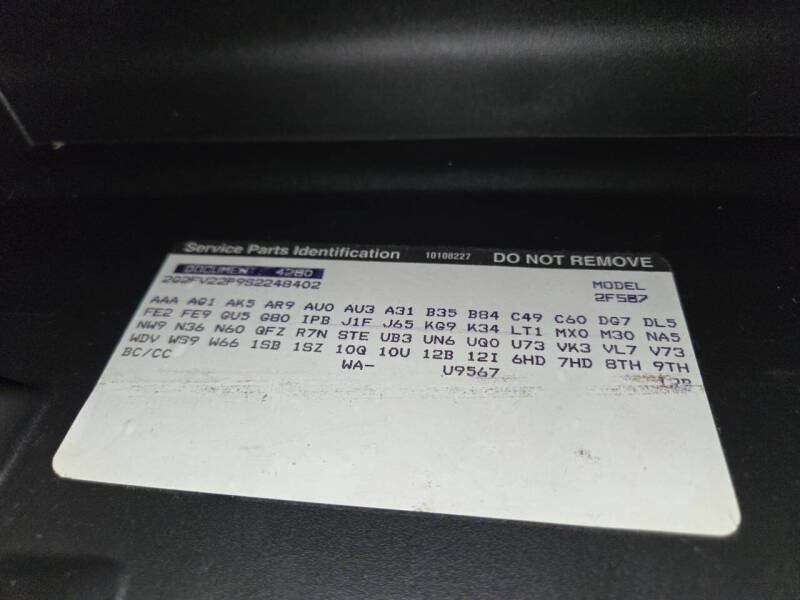 Service Parts Identification 10108227 DO NOT REMOVE
DOCUMENT 4280
2G2FV22P9S2248402 MODEL
2FS87
AAA AG1 AK5 AR9 AU0 AU3 A31 B35 B84 C49 C60 DG7 DL5
FE2 FE9 GU5 G80 IPB J1F J65 KG9 K34 LT1 MX0 M30 NA5
NW9 N36 N60 QFZ R7N STE UB3 UN6 UQ0 U73 VK3 VL7 V73
WDV WS9 W66 1SB 1SZ 10Q 10U 12B 12I 6HD 7HD 8TH 9TH
BC/CC WA- U9567